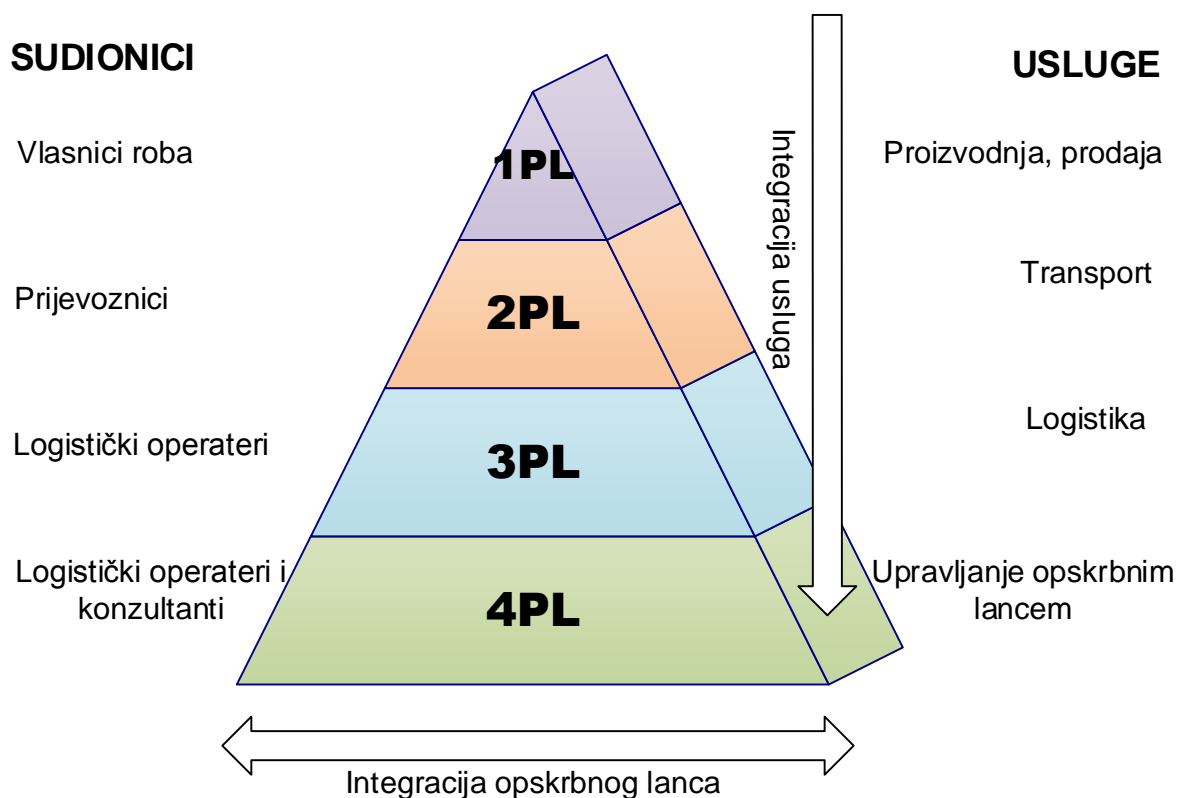 SUDIONICI
USLUGE
Vlasnici roba
1PL
Proizvodnja, prodaja
Integracija usluga
Prijevoznici
2PL
Transport
Logistički operateri
3PL
Logistika
Logistički operateri i
konzultanti
4PL
Upravljanje opskrbnim
lancem
Integracija opskrbnog lanca